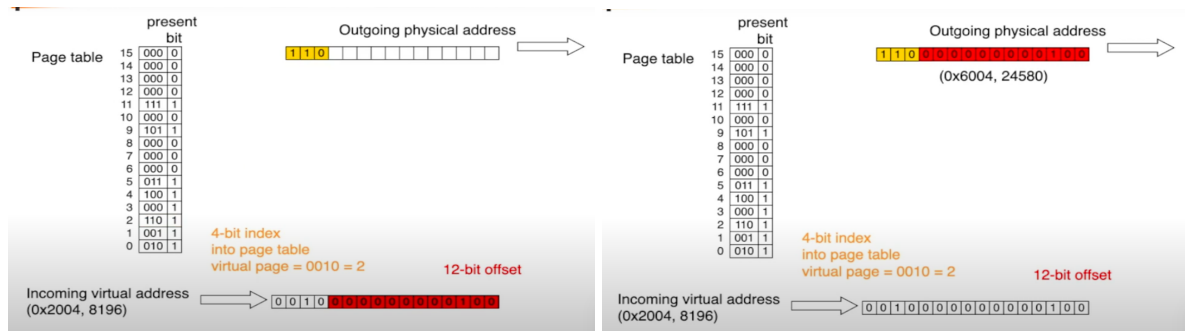 present
bit
Page table
15 000 0
14 000 0
13 000 0
12 000 0
11 111 1
10 000 0
9 101 1
8 000 0
7 000 0
6 000 0
5 011 1
4 100 1
3 000 1
2 110 1
1 001 1
0 010 1
Outgoing physical address
1 1 0
4-bit index
into page table
virtual page = 0010 = 2
12-bit offset
Incoming virtual address
(0x2004, 8196)
0 0 1 0 0 0 0 0 0 0 0 0 0 1 0 0
present
bit
Page table
15 000 0
14 000 0
13 000 0
12 000 0
11 111 1
10 000 0
9 101 1
8 000 0
7 000 0
6 000 0
5 011 1
4 100 1
3 000 1
2 110 1
1 001 1
0 010 1
Outgoing physical address
1 1 0 0 0 0 0 0 0 0 0 0 1 0 0
(0x6004, 24580)
4-bit index
into page table
virtual page = 0010 = 2
12-bit offset
Incoming virtual address
(0x2004, 8196)
0 0 1 0 0 0 0 0 0 0 0 0 0 1 0 0